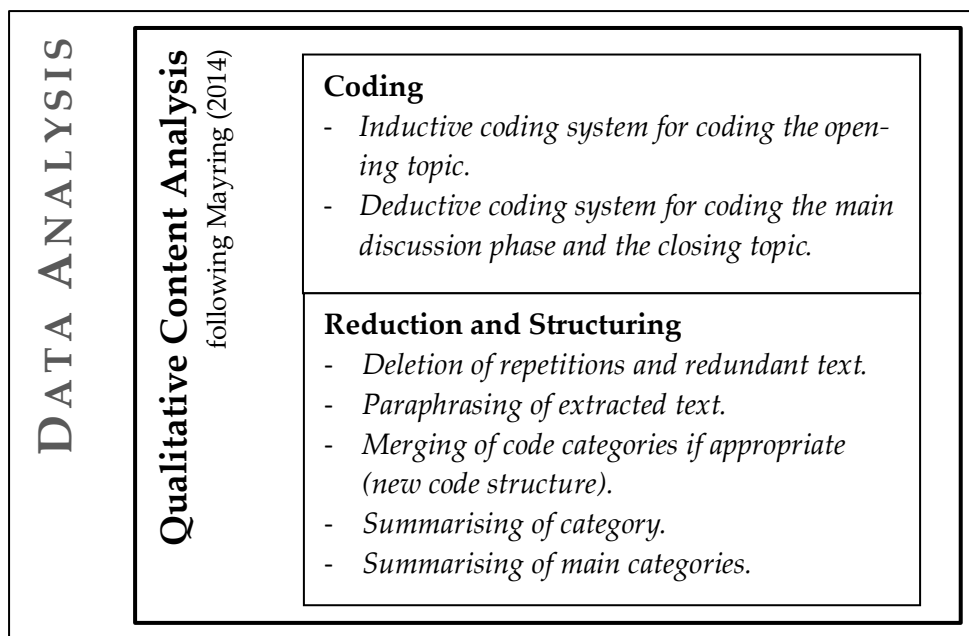 DATA ANALYSIS
Qualitative Content Analysis
following Mayring (2014)
Coding
- Inductive coding system for coding the open-
ing topic.
- Deductive coding system for coding the main
discussion phase and the closing topic.
Reduction and Structuring
- Deletion of repetitions and redundant text.
- Paraphrasing of extracted text.
- Merging of code categories if appropriate
(new code structure).
- Summarising of category.
- Summarising of main categories.